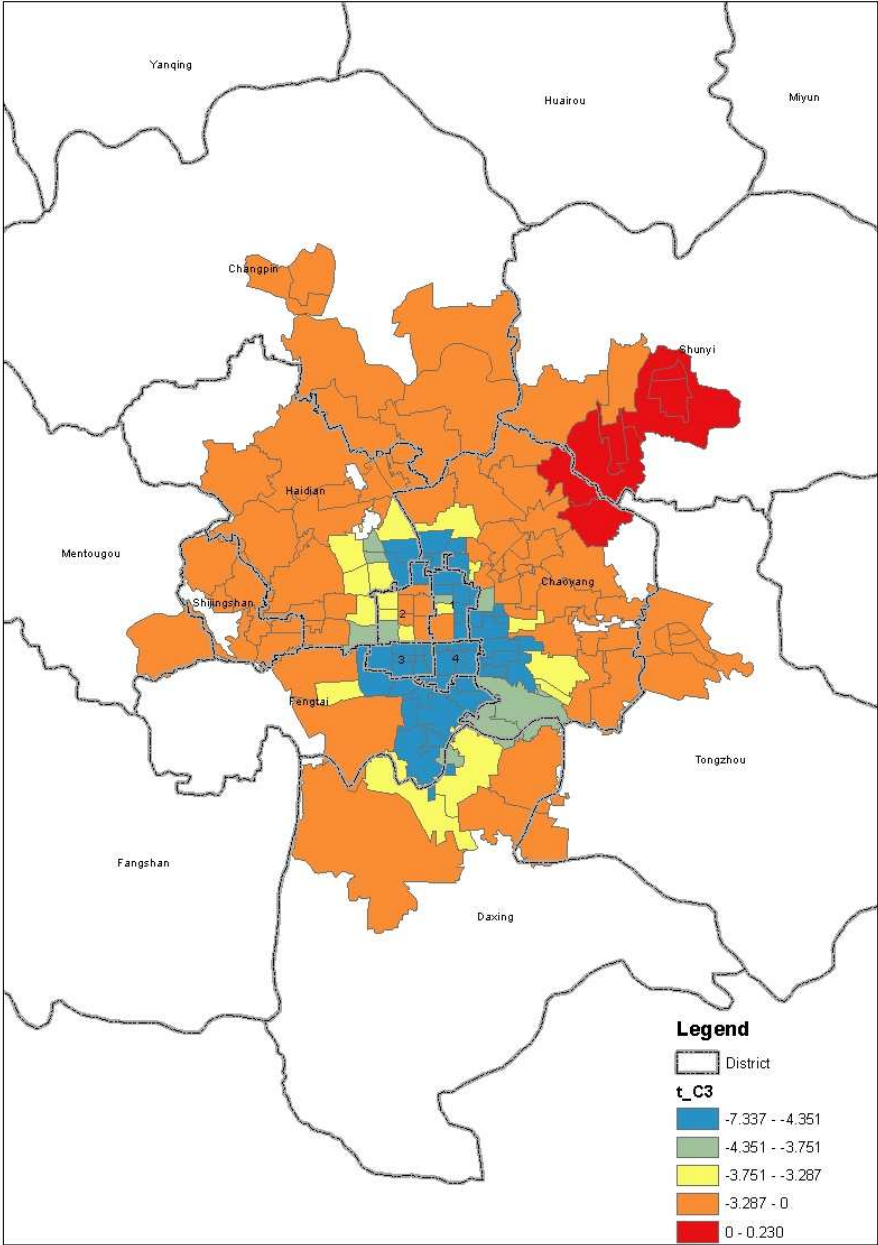 Yanqing
Huairou
Miyun
Changpin
Shunyi
Haidian
Mentougou
Chaoyang
Shijingshan
1
2
3
4
Fengtai
Tongzhou
Fangshan
Daxing
Legend
District
t_C3
-7.337 - -4.351
-4.351 - -3.751
-3.751 - -3.287
-3.287 - 0
0 - 0.230